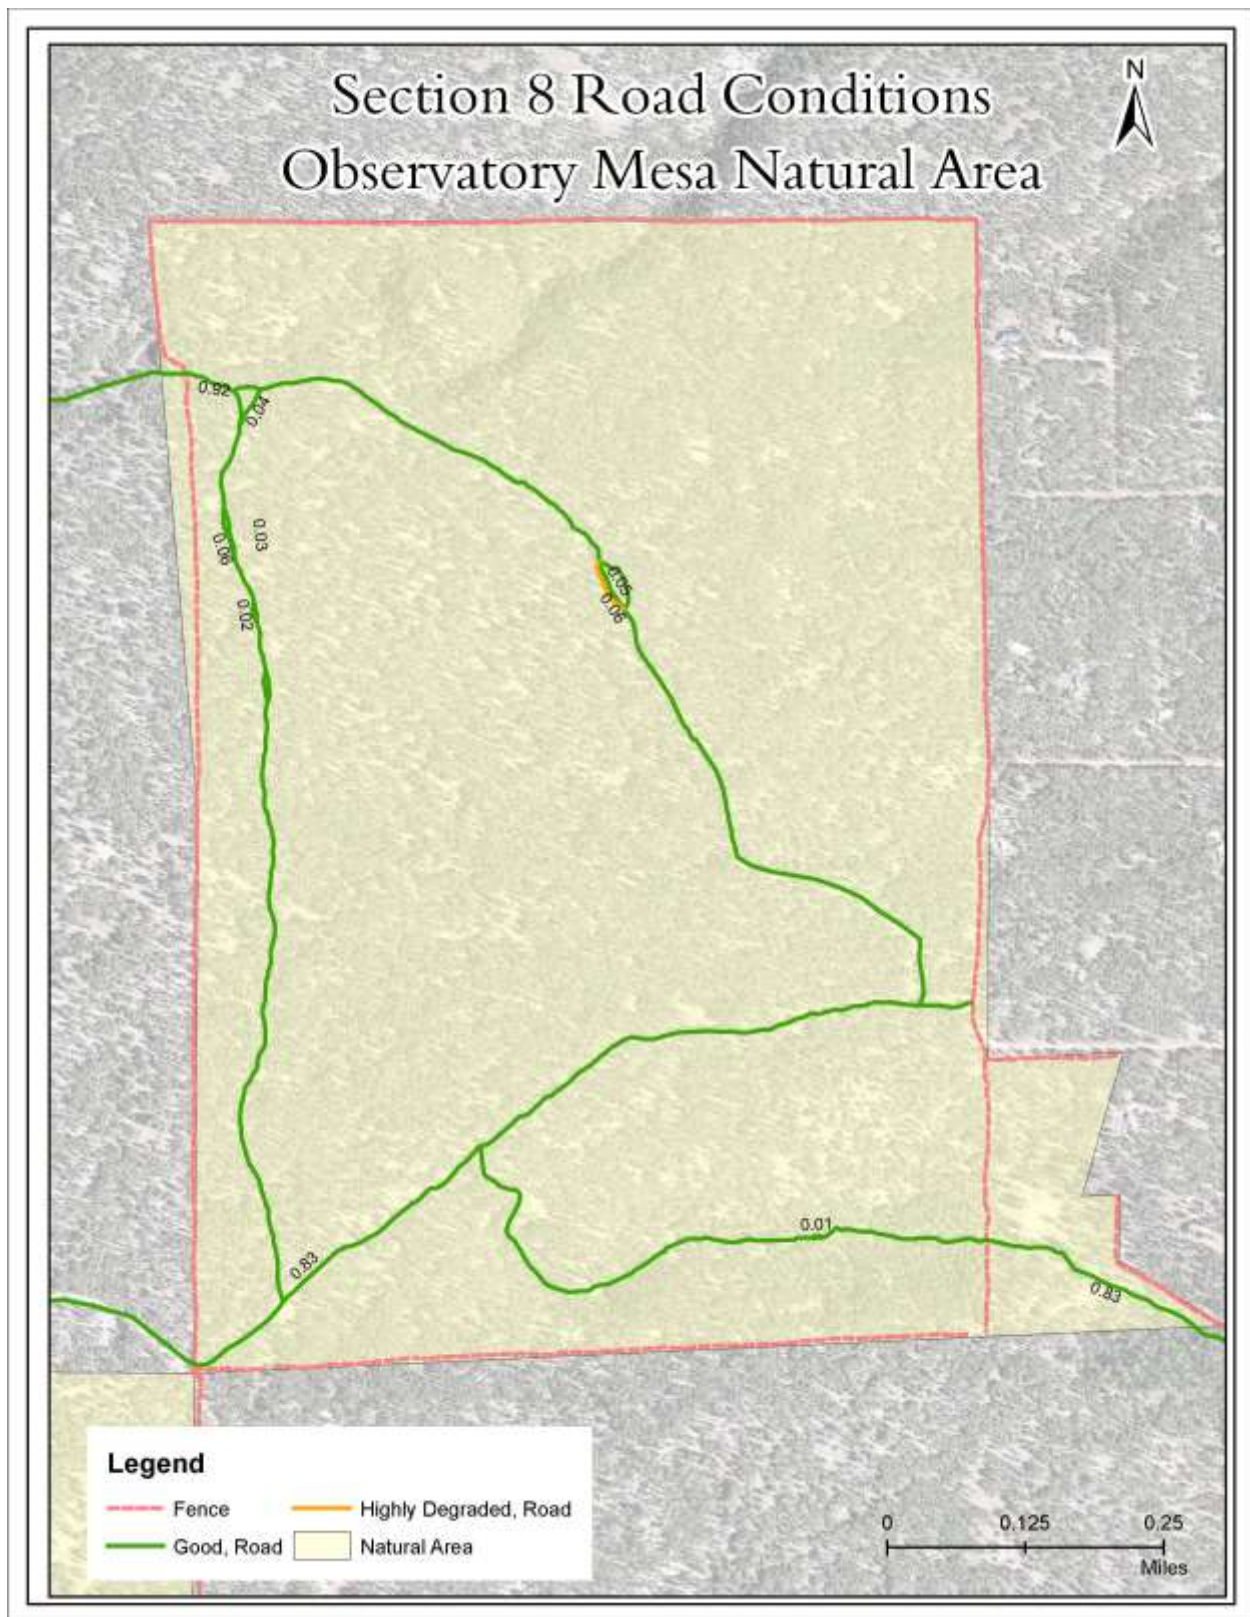 Section 8 Road Conditions
Observatory Mesa Natural Area
N
0.92
0.04
0.03
0.06
0.02
0.05
0.06
0.01
0.83
0.83
Legend
Fence
Highly Degraded, Road
Good, Road
Natural Area
0 0.125 0.25
Miles